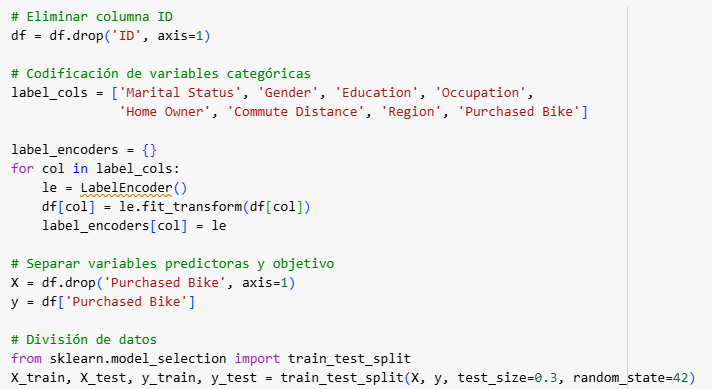 # Eliminar columna ID
df = df.drop('ID', axis=1)
# Codificación de variables categóricas
label_cols = ['Marital Status', 'Gender', 'Education', 'Occupation',
'Home Owner', 'Commute Distance', 'Region', 'Purchased Bike']
label_encoders = {}
for col in label_cols:
le = LabelEncoder()
df[col] = le.fit_transform(df[col])
label_encoders[col] = le
# Separar variables predictoras y objetivo
X = df.drop('Purchased Bike', axis=1)
y = df['Purchased Bike']
# División de datos
from sklearn.model_selection import train_test_split
X_train, X_test, y_train, y_test = train_test_split(X, y, test_size=0.3, random_state=42)